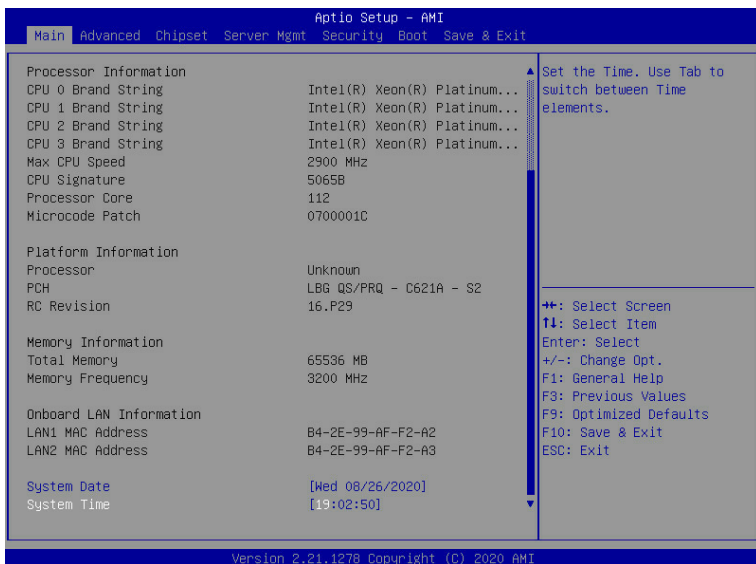 Aptio Setup – AMI
Main Advanced Chipset Server Mgmt Security Boot Save & Exit
Processor Information
CPU 0 Brand String Intel(R) Xeon(R) Platinum...
CPU 1 Brand String Intel(R) Xeon(R) Platinum...
CPU 2 Brand String Intel(R) Xeon(R) Platinum...
CPU 3 Brand String Intel(R) Xeon(R) Platinum...
Max CPU Speed 2900 MHz
CPU Signature 5065B
Processor Core 112
Microcode Patch 0700001C
Platform Information
Processor Unknown
PCH LBG QS/PRQ - C621A - S2
RC Revision 16.P29
Memory Information
Total Memory 65536 MB
Memory Frequency 3200 MHz
Onboard LAN Information
LAN1 MAC Address B4-2E-99-AF-F2-A2
LAN2 MAC Address B4-2E-99-AF-F2-A3
System Date [Wed 08/26/2020]
System Time [19:02:50]
Set the Time. Use Tab to
switch between Time
elements.
→←: Select Screen
↑↓: Select Item
Enter: Select
+/-: Change Opt.
F1: General Help
F3: Previous Values
F9: Optimized Defaults
F10: Save & Exit
ESC: Exit
Version 2.21.1278 Copyright (C) 2020 AMI